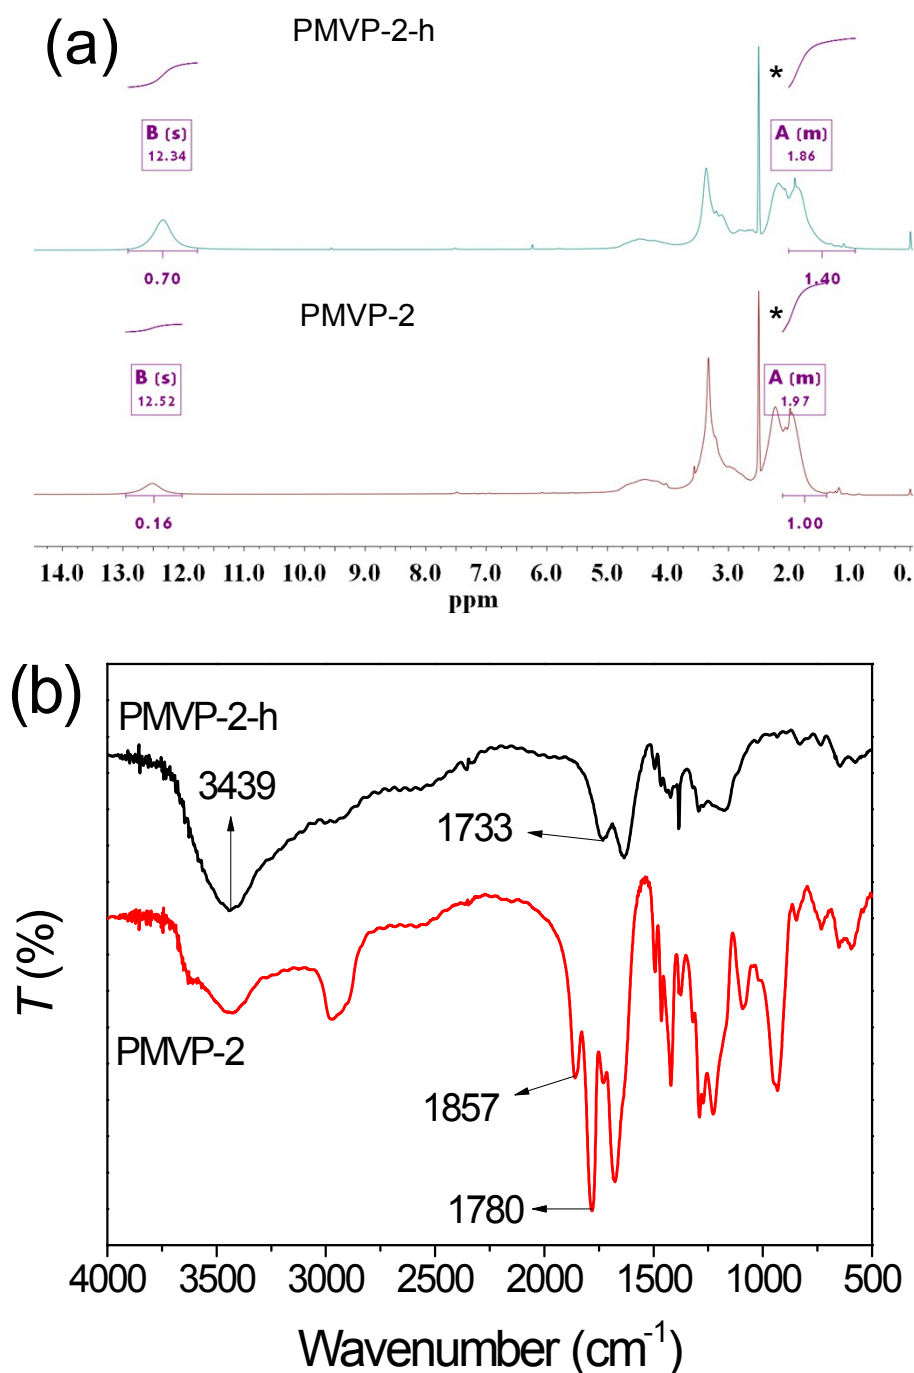 (a)
PMVP-2-h
*
B (s)
12.34
A (m)
1.86
0.70
1.40
PMVP-2
*
B (s)
12.52
A (m)
1.97
0.16
1.00
14.0 13.0 12.0 11.0 10.0 9.0 8.0 7.0 6.0 5.0 4.0 3.0 2.0 1.0 0.
ppm
(b)
PMVP-2-h
3439
1733
T (%)
PMVP-2
1857
1780
4000 3500 3000 2500 2000 1500 1000 500
Wavenumber (cm-1)